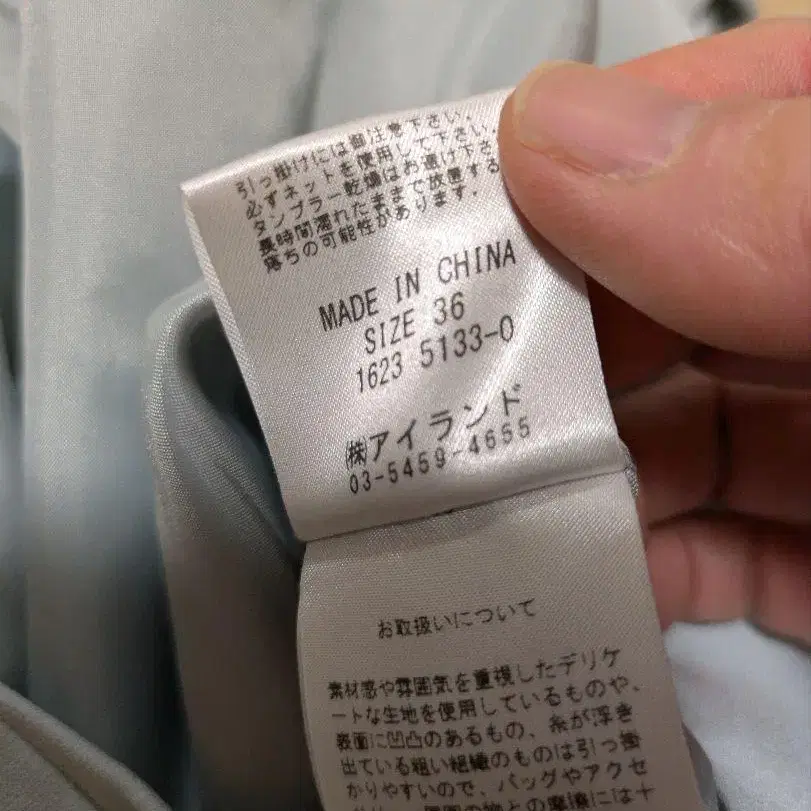 引っ掛けには御注意下さい。
必ずネットを使用して下さい。
タンブラー乾燥はお避け下さ
長時間濡れたままで放置する
落ちの可能性があります。
MADE IN CHINA
SIZE 36
1623 5133-0
㈱アイランド
03-5459-4655
お取扱いについて
素材感や雰囲気を重視したデリケ
ートな生地を使用しているものや、
表面に凹凸のあるもの、糸が浮き
出ている粗い組織のものは引っ掛
かりやすいので、バッグやアクセ